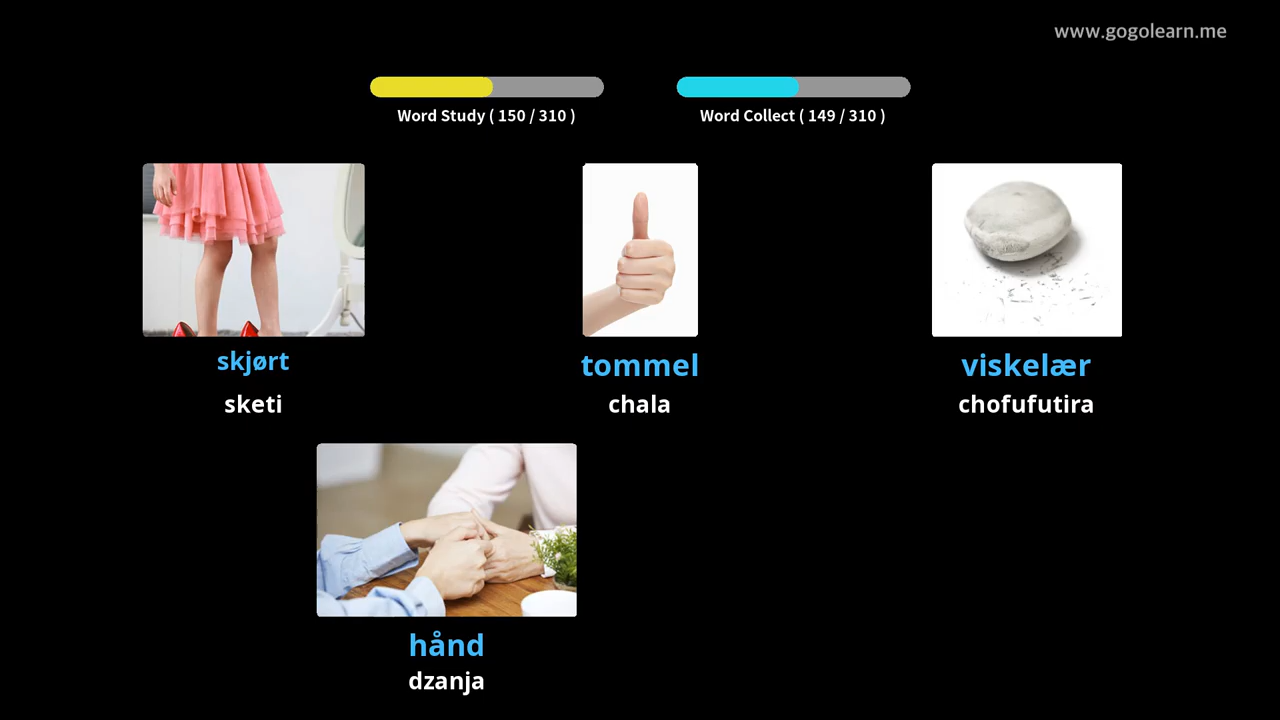 www.gogolearn.me
Word Study ( 150 / 310 )
Word Collect ( 149 / 310 )
skjørt
sketi
tommel
chala
viskelær
chofufutira
hånd
dzanja